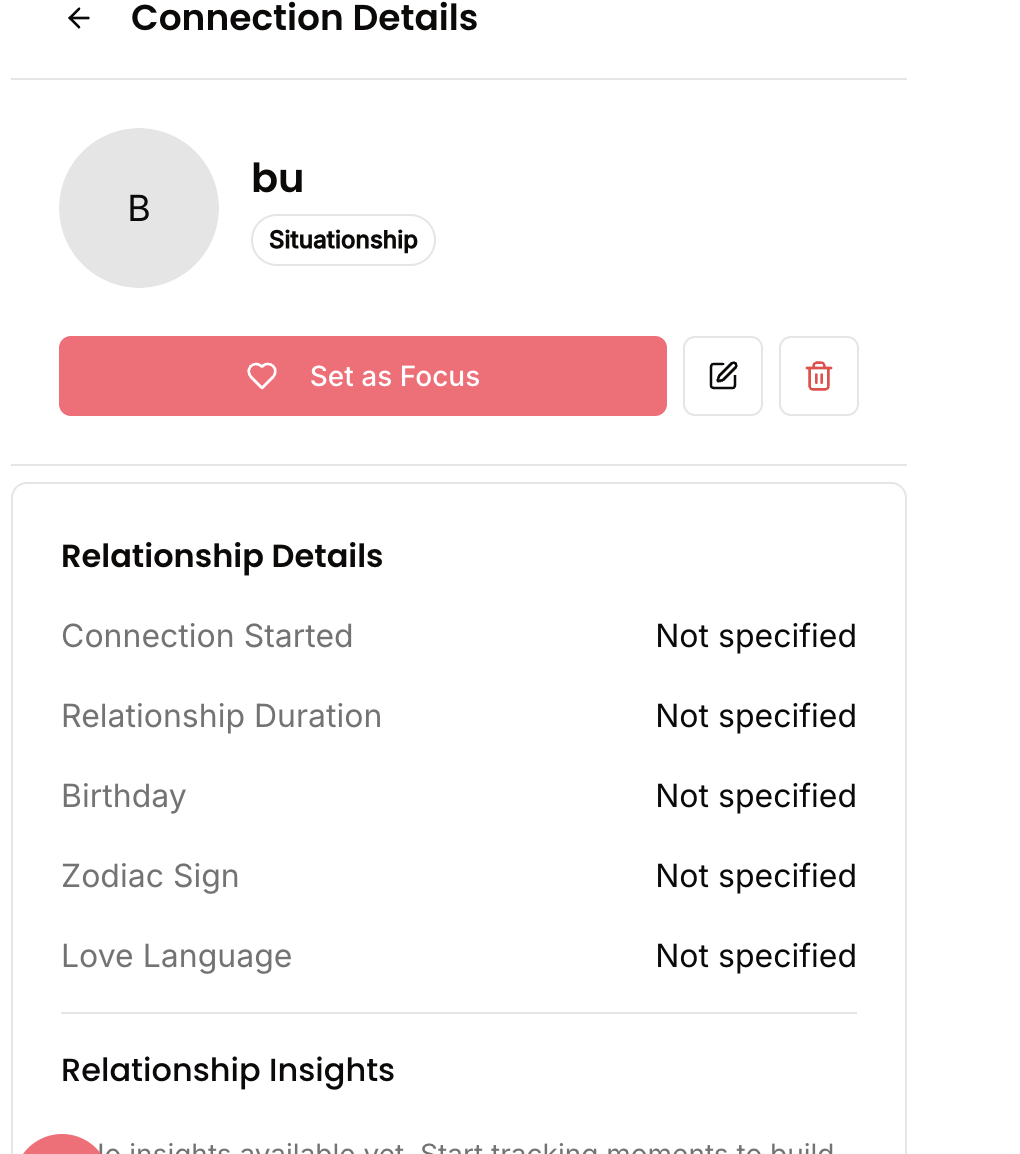 Connection Details
B
bu
Situationship
Set as Focus
Relationship Details
Connection Started Not specified
Relationship Duration Not specified
Birthday Not specified
Zodiac Sign Not specified
Love Language Not specified
Relationship Insights
insights available yet. Start tracking moments to build